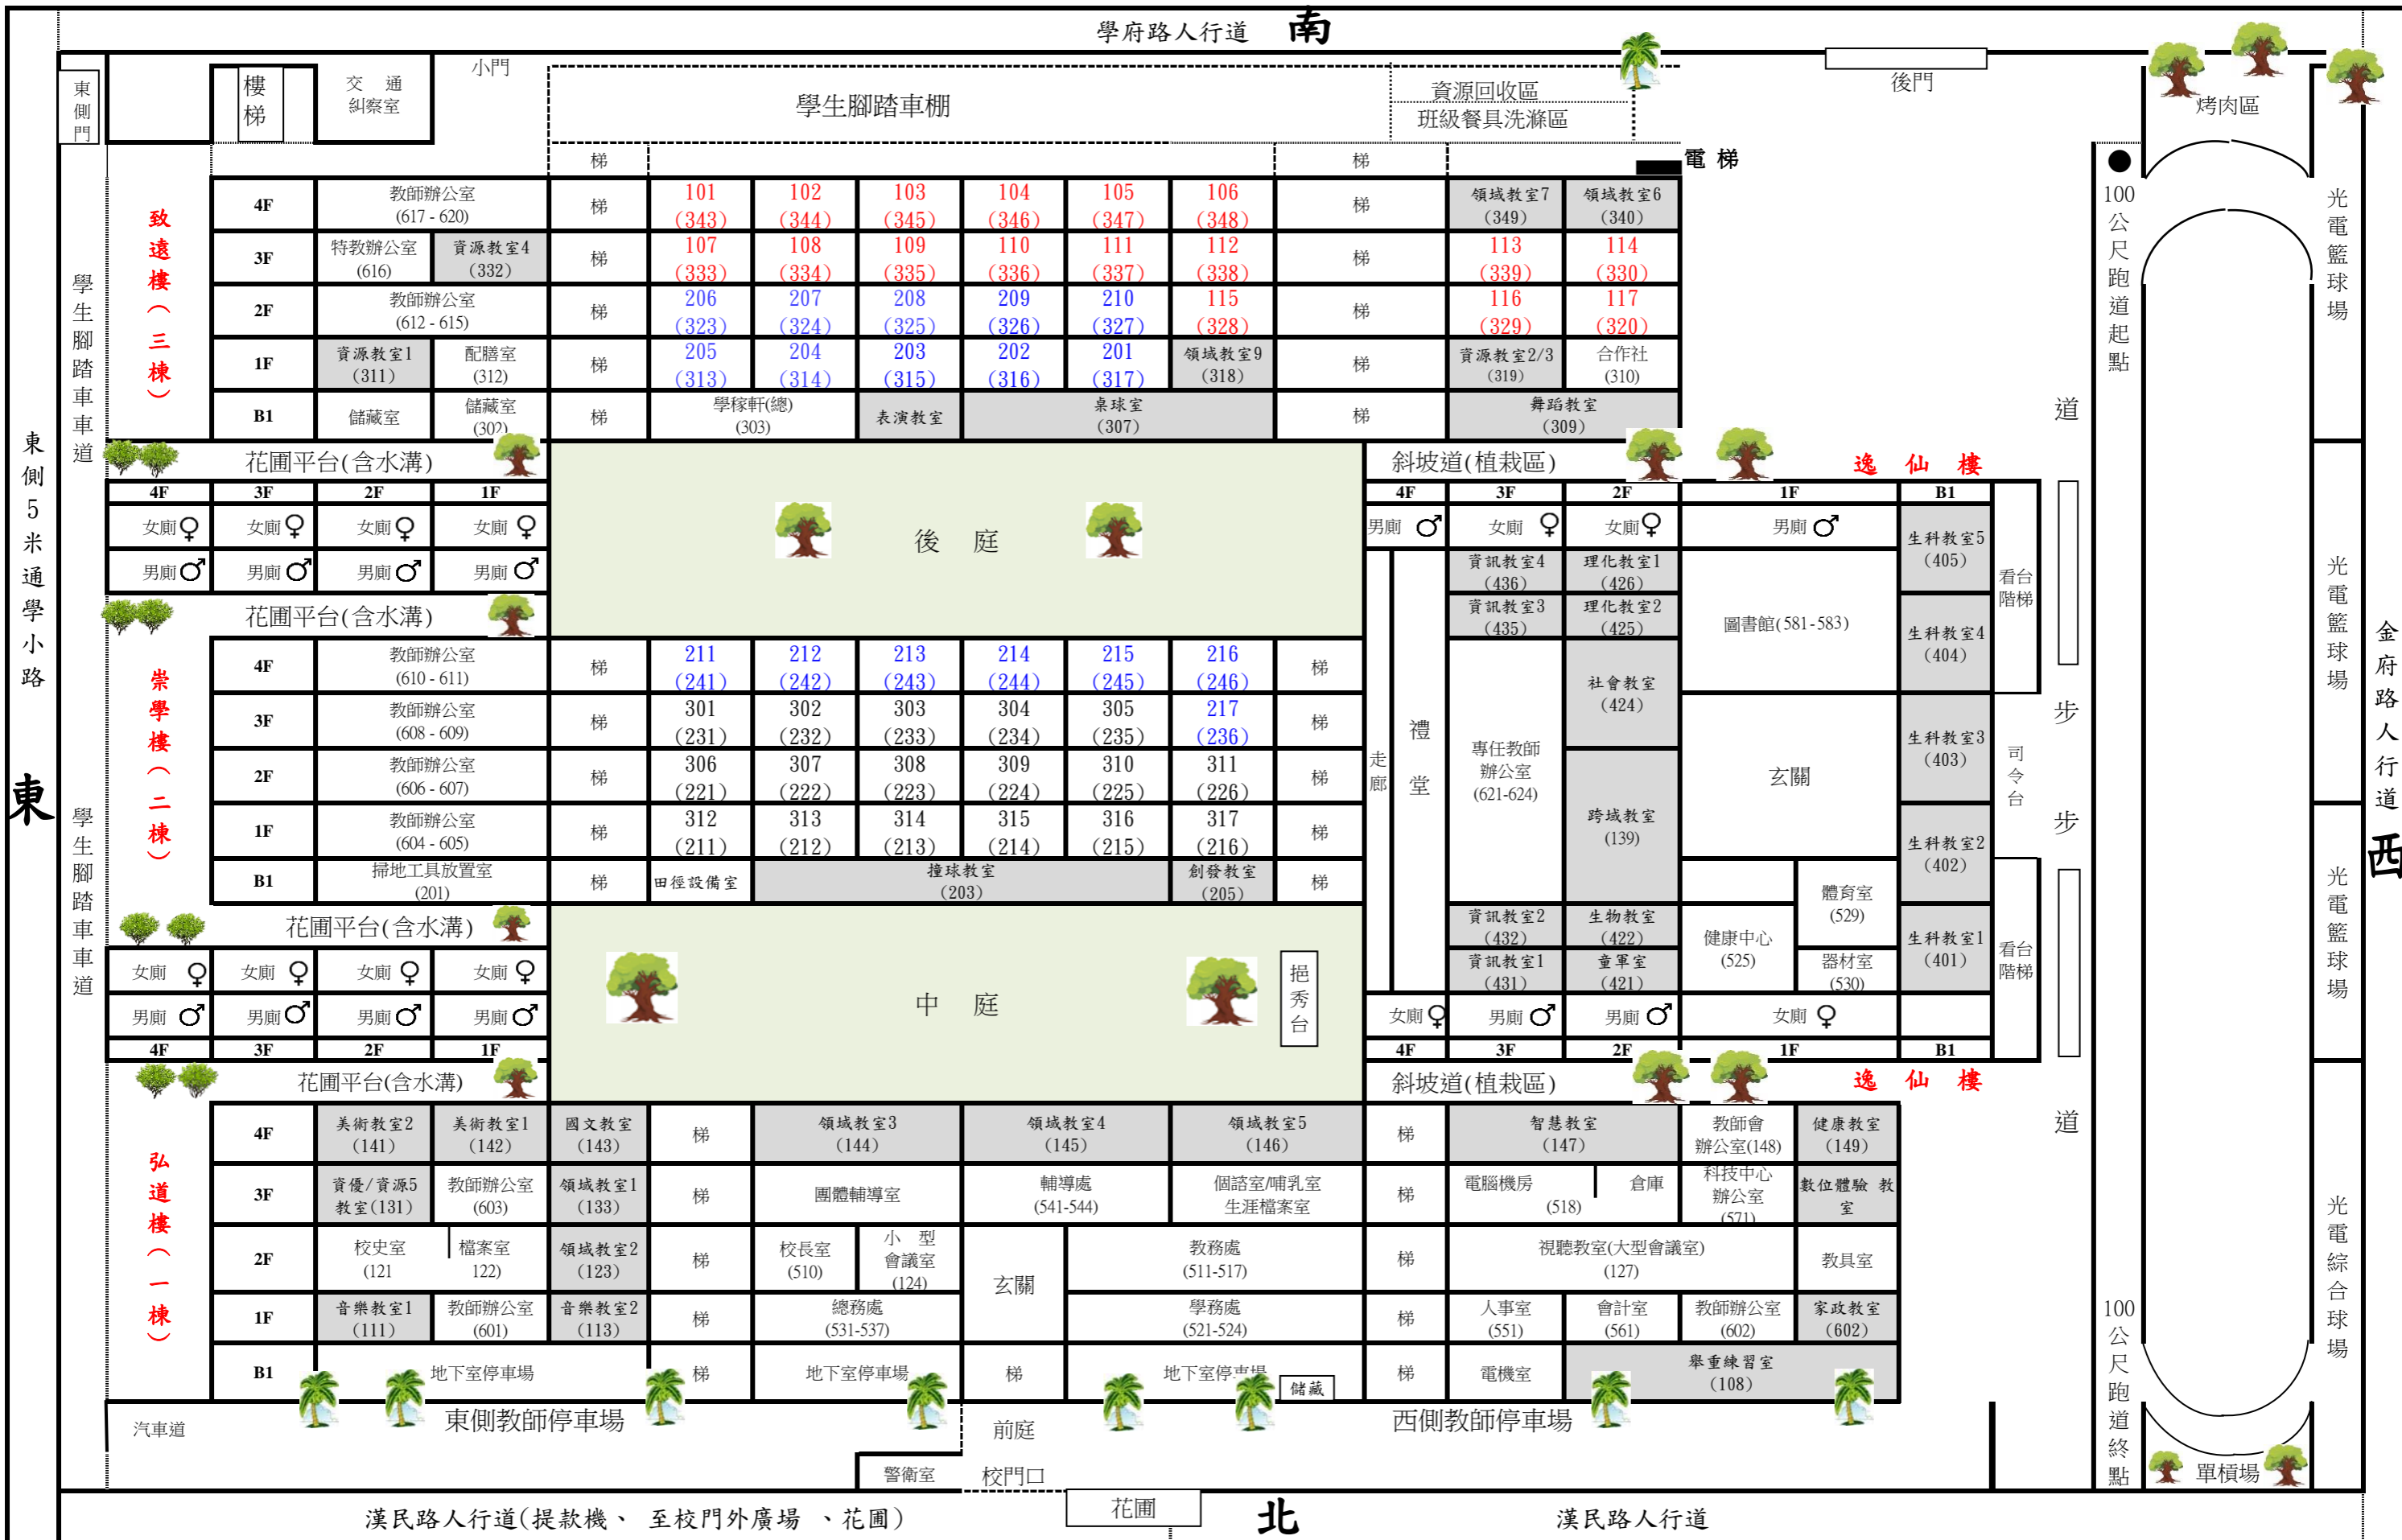 學府路人行道 南
東側門
樓梯
交 通
糾察室
小門
學生腳踏車棚
資源回收區
班級餐具洗滌區
後門
烤肉區
梯 梯 電 梯
致遠樓（三棟）
4F 教師辦公室 梯 101 102 103 104 105 106 梯 領域教室7 領域教室6
(617 - 620) (343) (344) (345) (346) (347) (348) (349) (340)
3F 特教辦公室 資源教室4 梯 107 108 109 110 111 112 梯 113 114
(616) (332) (333) (334) (335) (336) (337) (338) (339) (330)
2F 教師辦公室 梯 206 207 208 209 210 115 梯 116 117
(612 - 615) (323) (324) (325) (326) (327) (328) (329) (320)
1F 資源教室1 配膳室 梯 205 204 203 202 201 領域教室9 梯 資源教室2/3 合作社
(311) (312) (313) (314) (315) (316) (317) (318) (319) (310)
B1 儲藏室 儲藏室 梯 學稼軒(總) 表演教室 桌球室 梯 舞蹈教室
(302) (303) (307) (309)
學生腳踏車車道
東側5米通學小路
東
花圃平台(含水溝)
4F 3F 2F 1F
女廁♀ 女廁♀ 女廁♀ 女廁♀
男廁♂ 男廁♂ 男廁♂ 男廁♂
花圃平台(含水溝)
後 庭
斜坡道(植栽區) 逸 仙 樓
4F 3F 2F 1F B1
男廁♂ 女廁♀ 女廁♀ 男廁♂
走廊
禮堂
資訊教室4
(436)
資訊教室3
(435)
專任教師
辦公室
(621-624)
資訊教室2
(432)
資訊教室1
(431)
理化教室1
(426)
理化教室2
(425)
社會教室
(424)
跨域教室
(139)
生物教室
(422)
童軍室
(421)
圖書館(581-583)
玄關
體育室
(529)
健康中心
(525)
器材室
(530)
生科教室5
(405)
生科教室4
(404)
生科教室3
(403)
生科教室2
(402)
生科教室1
(401)
看台
階梯
司令台
看台
階梯
女廁♀ 男廁♂ 男廁♂ 女廁♀
4F 3F 2F 1F B1
斜坡道(植栽區) 逸 仙 樓
崇學樓（二棟）
4F 教師辦公室 梯 211 212 213 214 215 216 梯
(610 - 611) (241) (242) (243) (244) (245) (246)
3F 教師辦公室 梯 301 302 303 304 305 217 梯
(608 - 609) (231) (232) (233) (234) (235) (236)
2F 教師辦公室 梯 306 307 308 309 310 311 梯
(606 - 607) (221) (222) (223) (224) (225) (226)
1F 教師辦公室 梯 312 313 314 315 316 317 梯
(604 - 605) (211) (212) (213) (214) (215) (216)
B1 掃地工具放置室 梯 田徑設備室 撞球教室 創發教室 梯
(201) (203) (205)
學生腳踏車車道
花圃平台(含水溝)
女廁♀ 女廁♀ 女廁♀ 女廁♀
男廁♂ 男廁♂ 男廁♂ 男廁♂
4F 3F 2F 1F
花圃平台(含水溝)
中 庭
挹秀台
弘道樓（一棟）
4F 美術教室2 美術教室1 國文教室 梯 領域教室3 領域教室4 領域教室5 梯 智慧教室 教師會 健康教室
(141) (142) (143) (144) (145) (146) (147) 辦公室(148) (149)
3F 資優/資源5 教師辦公室 領域教室1 梯 團體輔導室 輔導處 個諮室/哺乳室 梯 電腦機房 倉庫 科技中心 數位體驗 教
教室(131) (603) (133) (541-544) 生涯檔案室 (518) 辦公室 室
(571)
2F 校史室 檔案室 領域教室2 梯 校長室 小 型 玄關 教務處 梯 視聽教室(大型會議室) 教具室
(121 122) (123) (510) 會議室 (511-517) (127)
(124)
1F 音樂教室1 教師辦公室 音樂教室2 梯 總務處 學務處 梯 人事室 會計室 教師辦公室 家政教室
(111) (601) (113) (531-537) (521-524) (551) (561) (602) (602)
B1 地下室停車場 梯 地下室停車場 梯 地下室停車場 儲藏 梯 電機室 舉重練習室
(108)
汽車道 東側教師停車場 前庭 西側教師停車場
警衛室 校門口
漢民路人行道(提款機、 至校門外廣場 、花圃) 花圃 北 漢民路人行道
道
步
步
道
100公尺跑道起點
100公尺跑道終點
單槓場
光電籃球場
光電籃球場
光電籃球場
光電綜合球場
金府路人行道
西